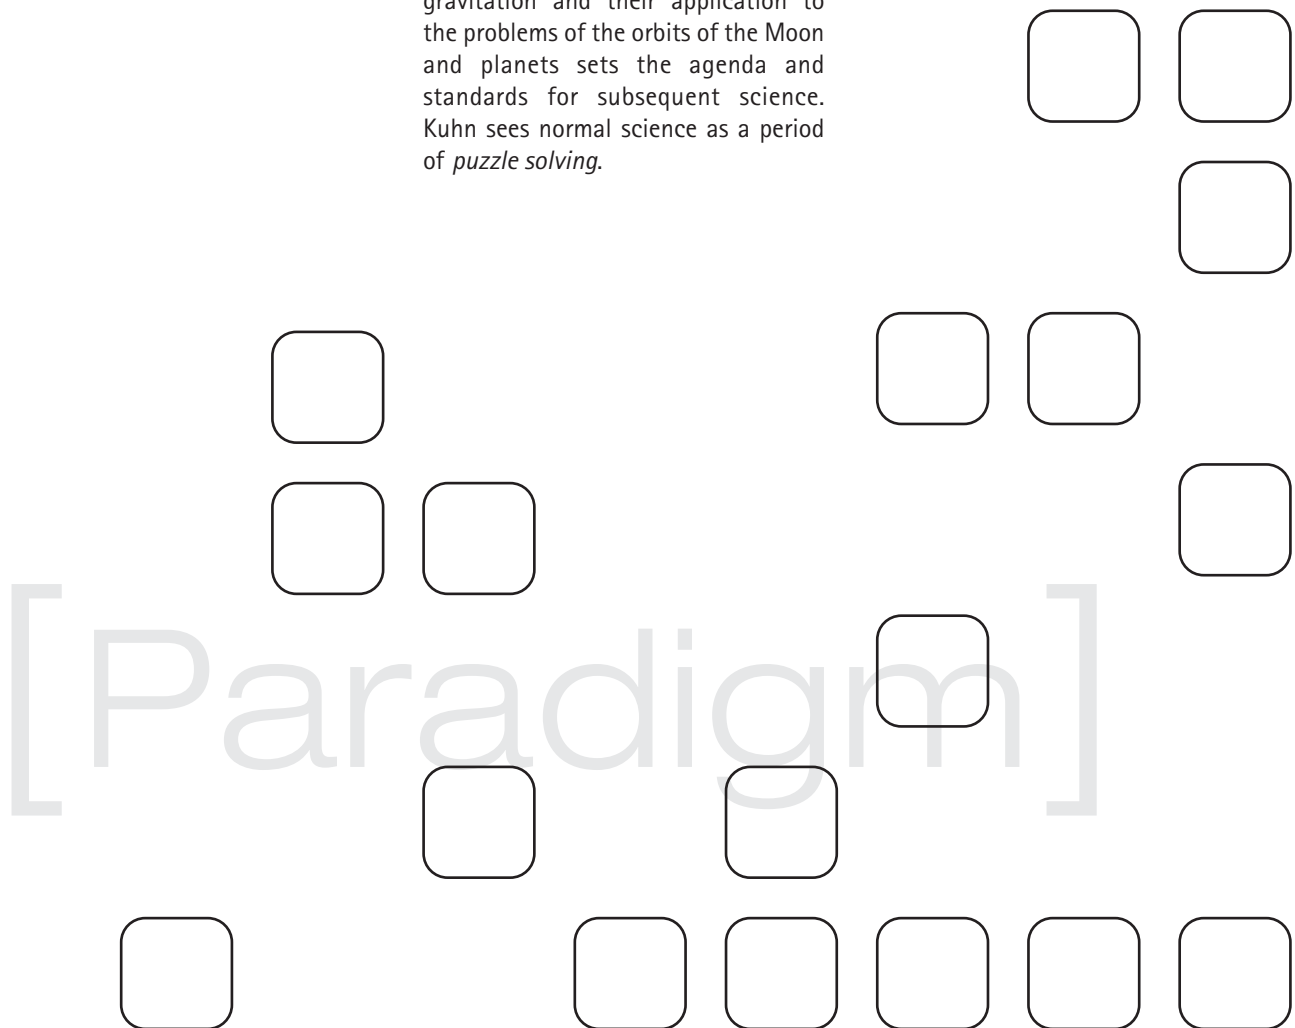 gravitation and their application to
the problems of the orbits of the Moon
and planets sets the agenda and
standards for subsequent science.
Kuhn sees normal science as a period
of puzzle solving.
[Paradigm]